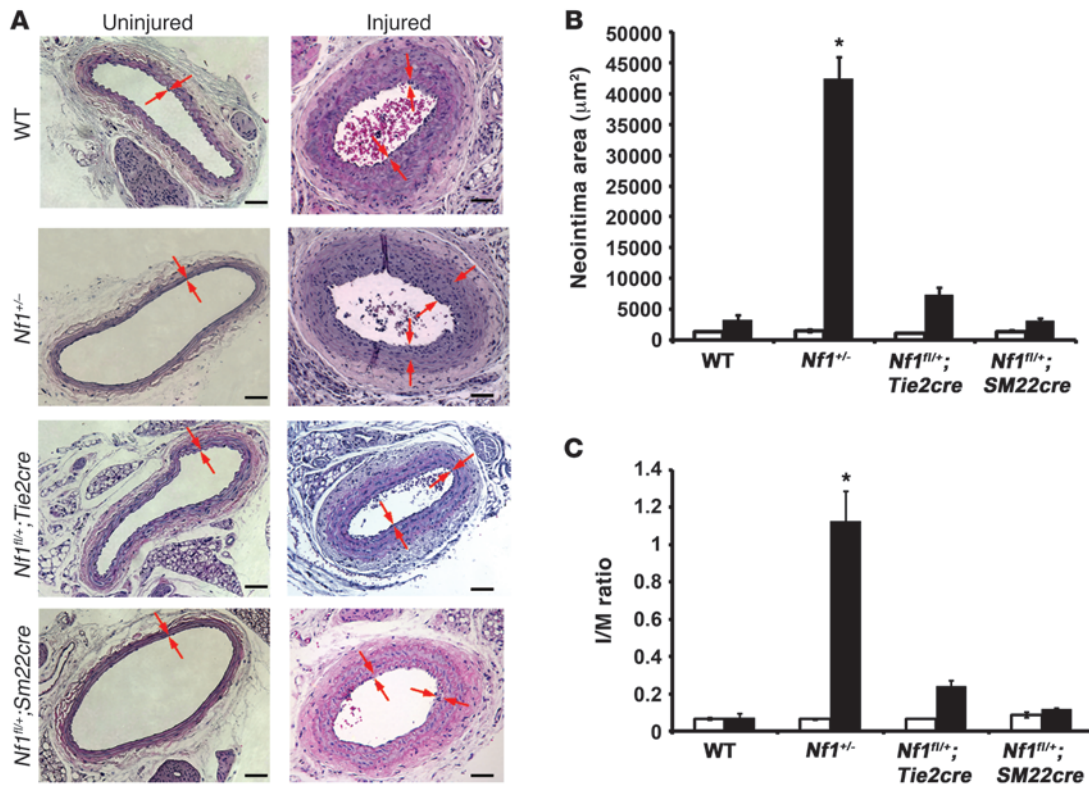 A
Uninjured
Injured
WT
Nf1+/-
Nf1fl/+;Tie2cre
Nf1fl/+;Sm22cre
B
Neointima area (μm²)
50000
45000
40000
35000
30000
25000
20000
15000
10000
5000
0
*
WT
Nf1+/-
Nf1fl/+;
Tie2cre
Nf1fl/+;
SM22cre
C
I/M ratio
1.4
1.2
1
0.8
0.6
0.4
0.2
0
*
WT
Nf1+/-
Nf1fl/+;
Tie2cre
Nf1fl/+;
SM22cre